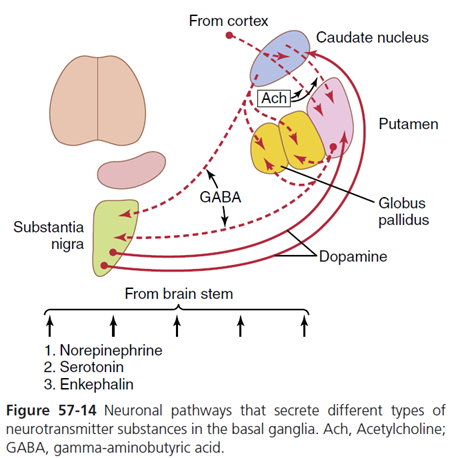 From cortex
Caudate nucleus
Ach
Putamen
GABA
Globus
pallidus
Substantia
nigra
Dopamine
From brain stem
1. Norepinephrine
2. Serotonin
3. Enkephalin
Figure 57-14 Neuronal pathways that secrete different types of
neurotransmitter substances in the basal ganglia. Ach, Acetylcholine;
GABA, gamma-aminobutyric acid.